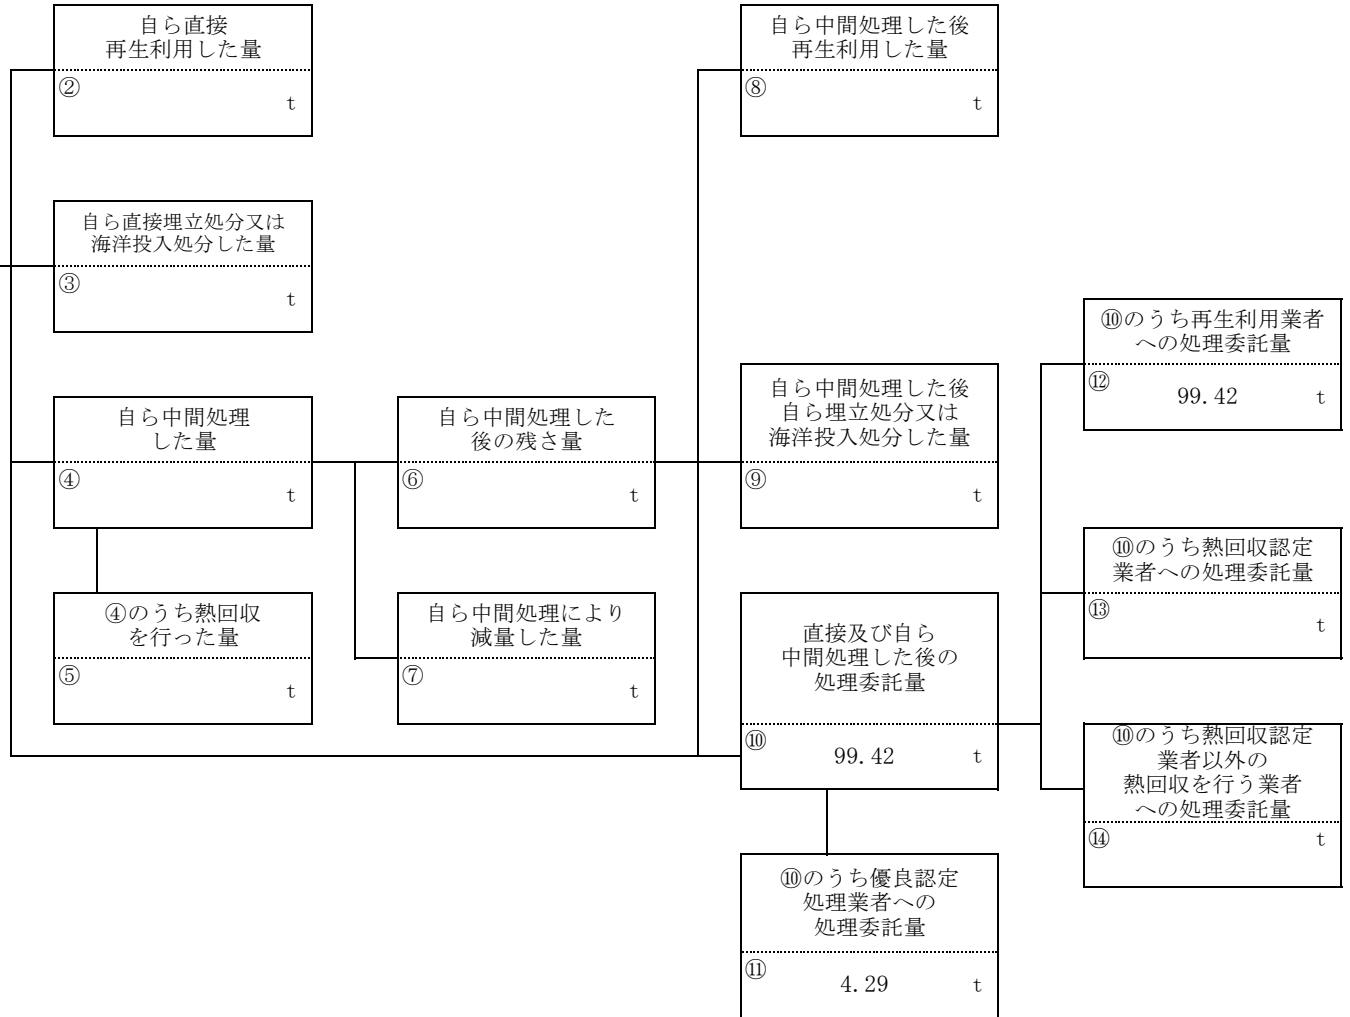 自ら直接
再生利用した量
②
t
自ら中間処理した後
再生利用した量
⑧
t
自ら直接埋立処分又は
海洋投入処分した量
③
t
⑩のうち再生利用業者
への処理委託量
⑫
99.42 t
自ら中間処理
した量
④
t
自ら中間処理した
後の残さ量
⑥
t
自ら中間処理した後
自ら埋立処分又は
海洋投入処分した量
⑨
t
⑩のうち熱回収認定
業者への処理委託量
⑬
t
④のうち熱回収
を行った量
⑤
t
自ら中間処理により
減量した量
⑦
t
直接及び自ら
中間処理した後の
処理委託量
⑩
99.42 t
⑩のうち熱回収認定
業者以外の
熱回収を行う業者
への処理委託量
⑭ t
⑩のうち優良認定
処理業者への
処理委託量
⑪
4.29 t